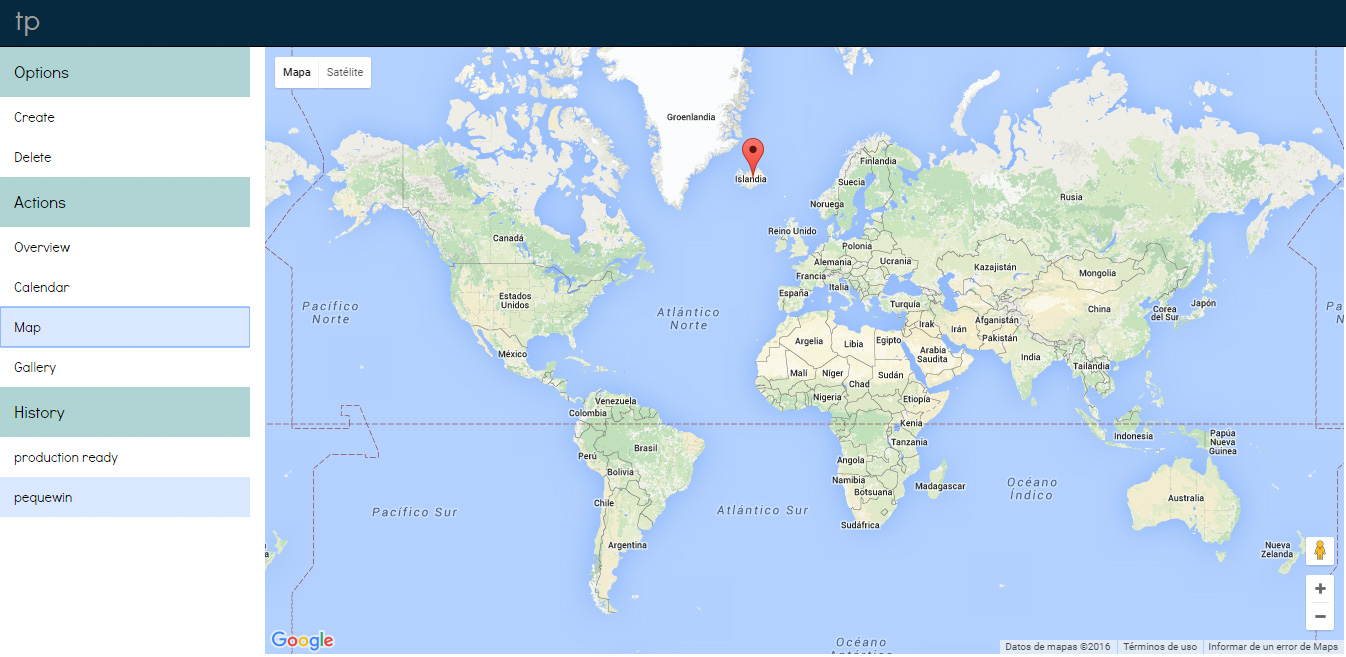 tp
Options
Create
Delete
Actions
Overview
Calendar
Map
Gallery
History
production ready
pequewin
Mapa
Satélite
Groenlandia
Islandia
Finlandia
Suecia
Noruega
Rusia
Canadá
Reino Unido
Polonia
Alemania
Ucrania
Francia
Kazajistán
Mongolia
España
Italia
Estados
Unidos
Turquía
China
Japón
Corea
del Sur
Pacífico
Norte
Atlántico
Norte
Pa
N
Irak
Irán
Afganistán
Pakistán
Argelia
Libia
Egipto
Arabia
Saudita
India
México
Tailandia
Malí
Niger
Chad
Sudán
Nigeria
Etiopía
Venezuela
Colombia
Kenia
Tanzania
Indonesia
Papúa
Nueva
Guinea
Perú
Brasil
Bolivia
Angola
Namibia
Botsuana
Madagascar
Océano
Índico
Chile
Australia
Pacífico Sur
Atlántico Sur
Sudáfrica
Argentina
Nueva
Zelanda
a
+
−
Google
Océano
Datos de mapas ©2016
Términos de uso
Informar de un error de Maps